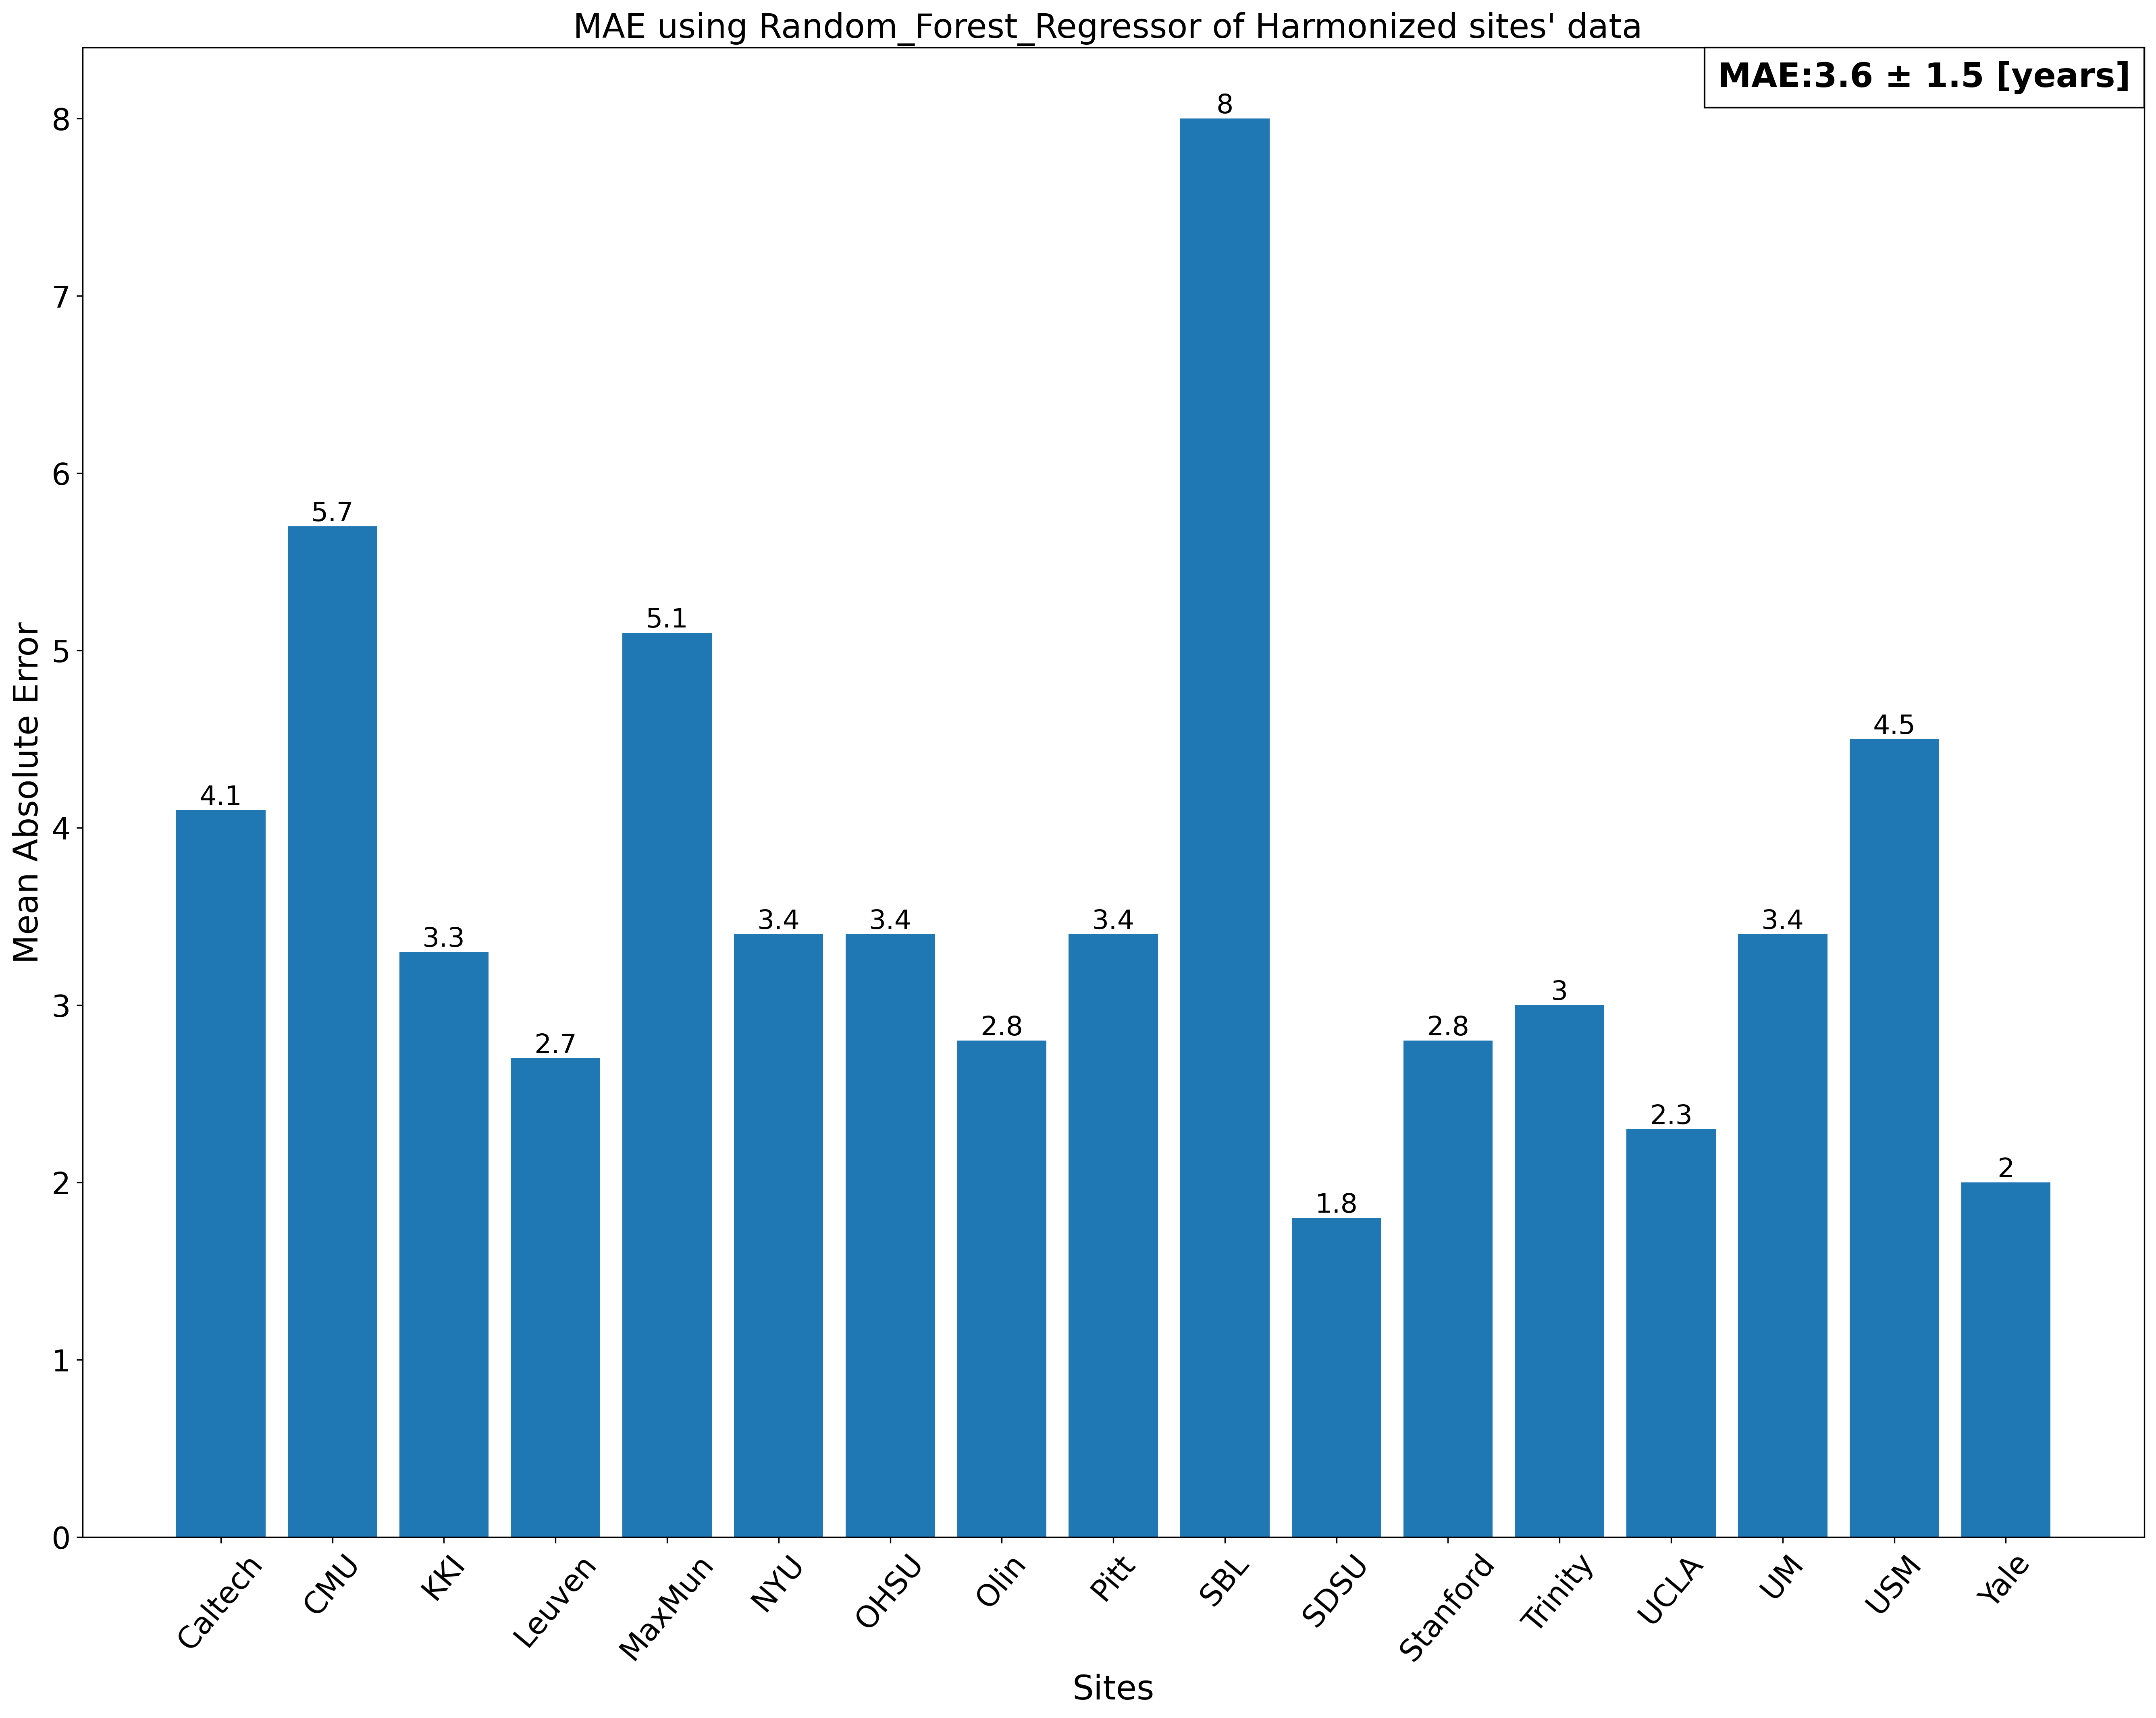 MAE using Random_Forest_Regressor of Harmonized sites' data
MAE:3.6 ± 1.5 [years]
Mean Absolute Error
8
7
6
5
4
3
2
1
0
4.1
5.7
3.3
2.7
5.1
3.4
3.4
2.8
3.4
8
1.8
2.8
3
2.3
3.4
4.5
2
Caltech
CMU
KKI
Leuven
MaxMun
NYU
OHSU
Olin
Pitt
SBL
SDSU
Stanford
Trinity
UCLA
UM
USM
Yale
Sites